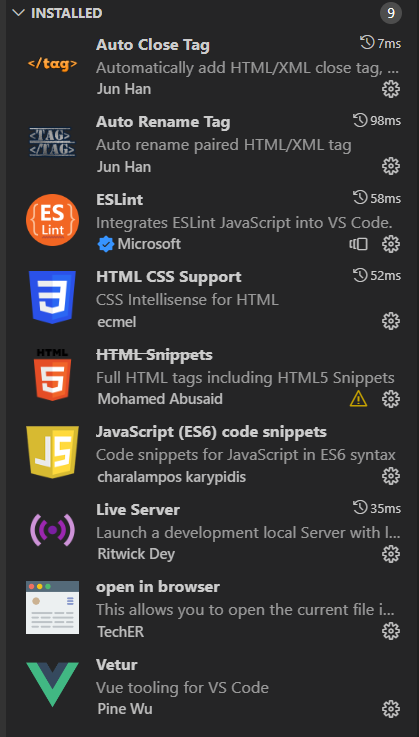 INSTALLED 9
Auto Close Tag 7ms
</tag> Automatically add HTML/XML close tag, ...
Jun Han
Auto Rename Tag 98ms
<TAG>
</TAG> Auto rename paired HTML/XML tag
Jun Han
ESLint 58ms
ES
Lint Integrates ESLint JavaScript into VS Code.
Microsoft
HTML CSS Support 52ms
3 CSS Intellisense for HTML
ecmel
HTML HTML Snippets
5 Full HTML tags including HTML5 Snippets
Mohamed Abusaid
JavaScript (ES6) code snippets
JS Code snippets for JavaScript in ES6 syntax
charalampos karypidis
Live Server 35ms
Launch a development local Server with l...
Ritwick Dey
open in browser
This allows you to open the current file i...
TechER
Vetur
Vue tooling for VS Code
Pine Wu